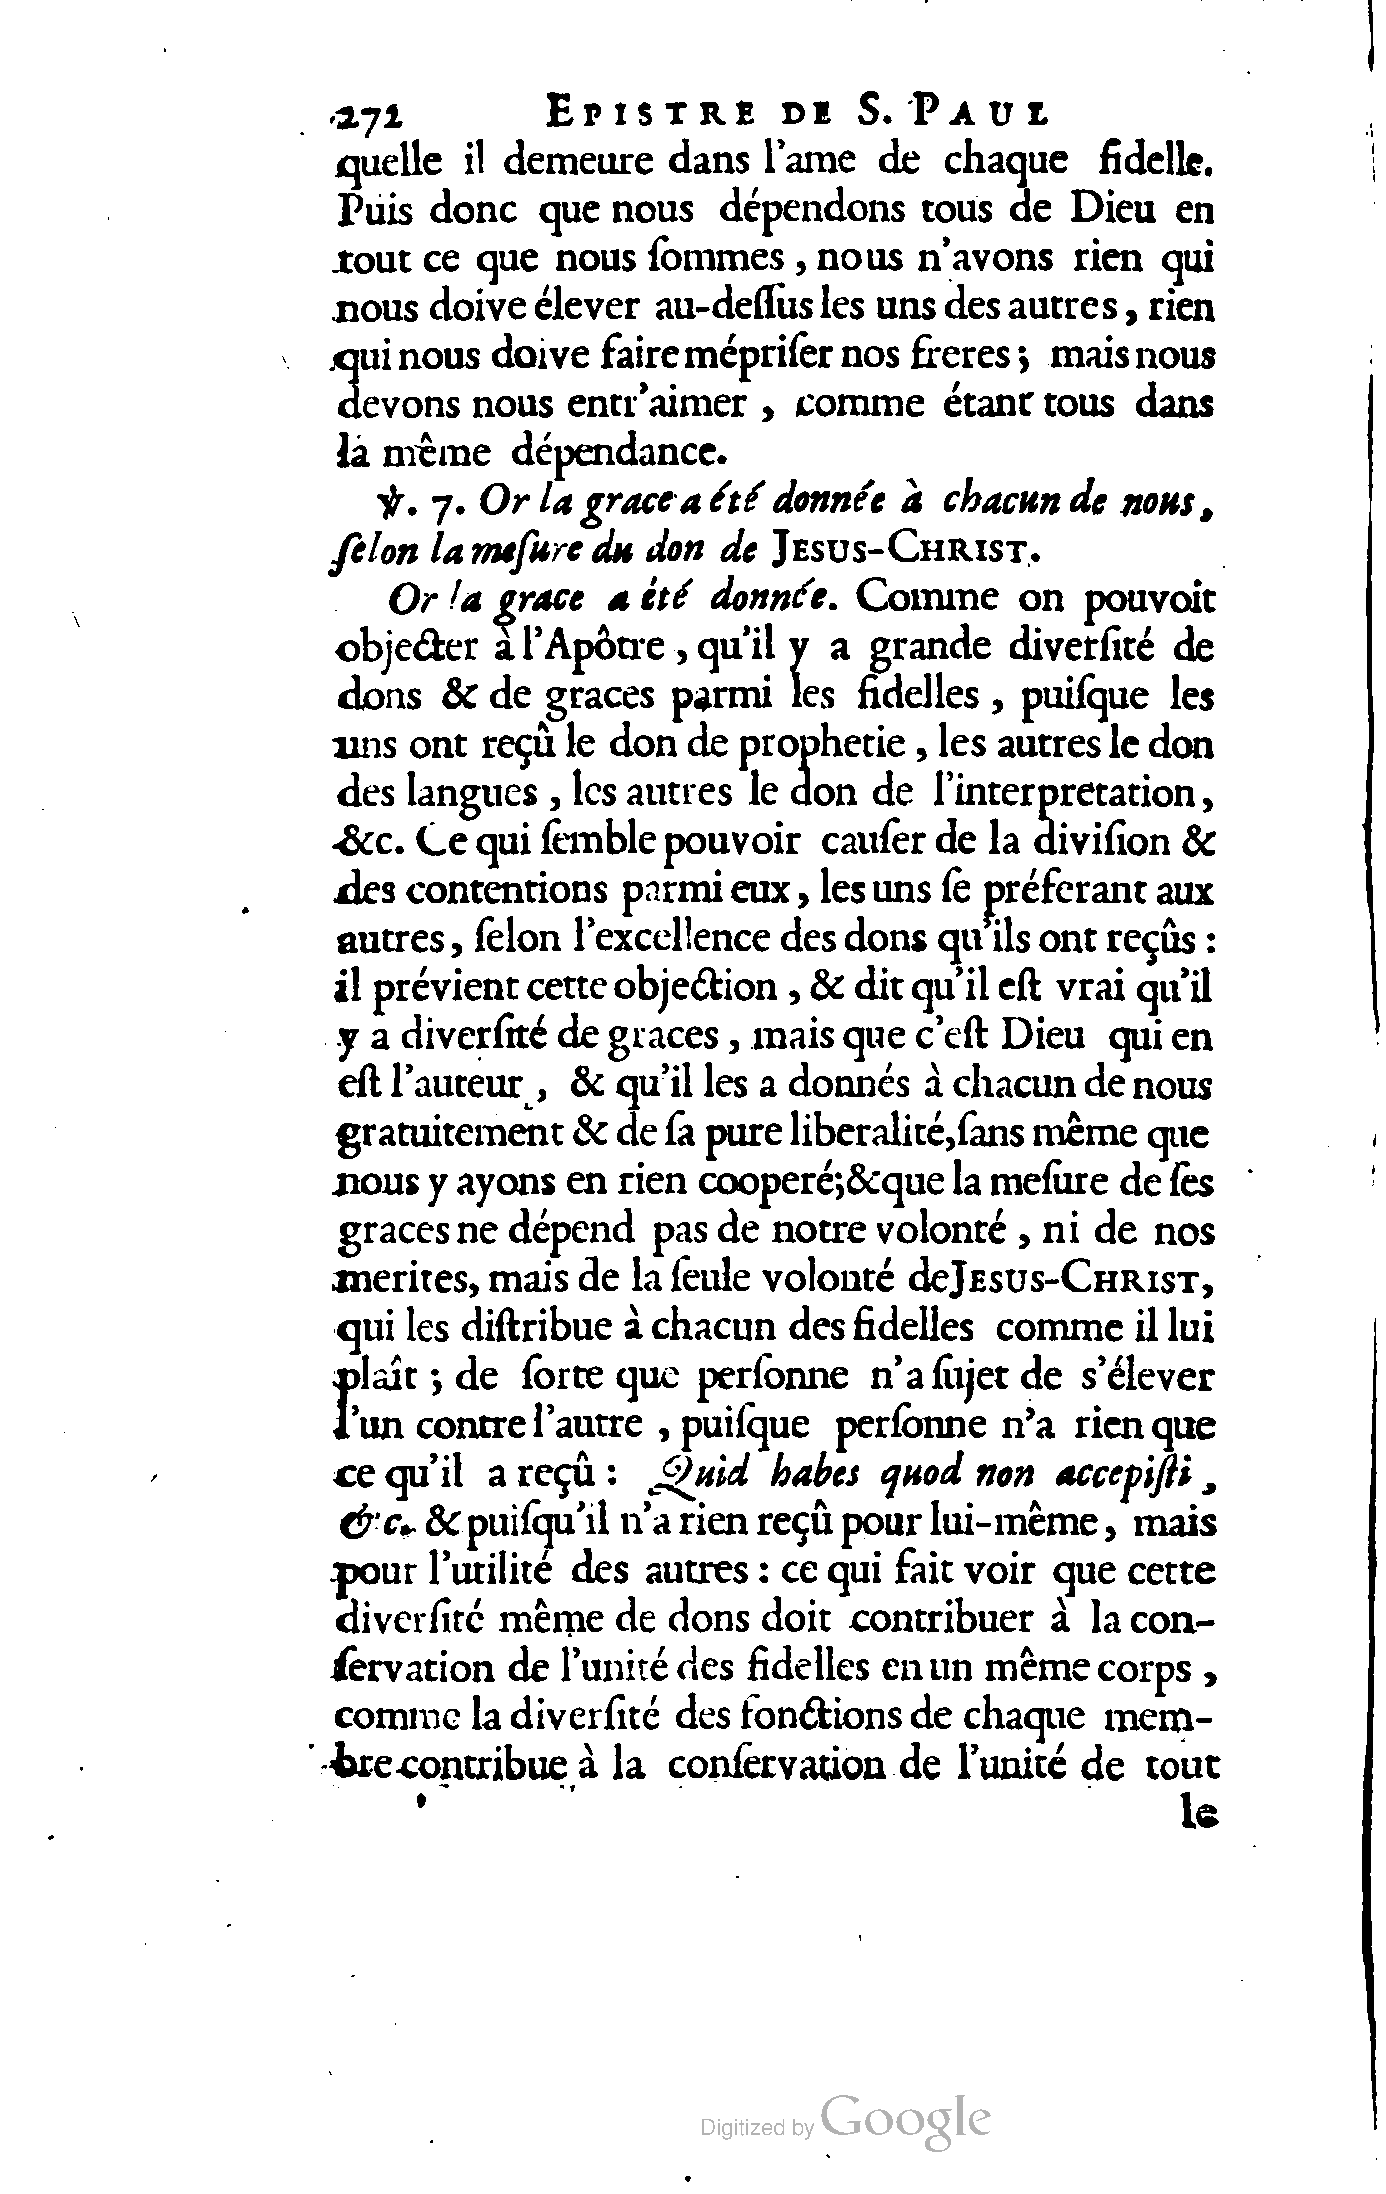 272 EPISTRE DE S. PAUL
quelle il demeure dans l'ame de chaque fidelle.
Puis donc que nous dépendons tous de Dieu en
tout ce que nous ſommes, nous n'avons rien qui
nous doive élever au-deſſus les uns des autres, rien
qui nous doive faire mépriſer nos freres; mais nous
devons nous entr'aimer, comme étant tous dans
la même dépendance.
℣. 7. Or la grace a été donnée à chacun de nous,
ſelon la meſure du don de JESUS-CHRIST.
Or la grace a été donnée. Comme on pouvoit
objecter à l'Apôtre, qu'il y a grande diverſité de
dons & de graces parmi les fidelles, puiſque les
uns ont reçû le don de prophetie, les autres le don
des langues, les autres le don de l'interpretation,
&c. Ce qui ſemble pouvoir cauſer de la diviſion &
des contentions parmi eux, les uns ſe préferant aux
autres, ſelon l'excellence des dons qu'ils ont reçûs :
il prévient cette objection, & dit qu'il eſt vrai qu'il
y a diverſité de graces, mais que c'eſt Dieu qui en
eſt l'auteur, & qu'il les a donnés à chacun de nous
gratuitement & de ſa pure liberalité, ſans même que
nous y ayons en rien cooperé; & que la meſure de ſes
graces ne dépend pas de notre volonté, ni de nos
merites, mais de la ſeule volonté de JESUS-CHRIST,
qui les diſtribue à chacun des fidelles comme il lui
plaît ; de ſorte que perſonne n'a ſujet de s'élever
l'un contre l'autre, puiſque perſonne n'a rien que
ce qu'il a reçû : Quid habes quod non accepiſti,
&c. & puiſqu'il n'a rien reçû pour lui-même, mais
pour l'utilité des autres : ce qui fait voir que cette
diverſité même de dons doit contribuer à la con-
ſervation de l'unité des fidelles en un même corps,
comme la diverſité des fonctions de chaque mem-
bre contribue à la conſervation de l'unité de tout
le
Digitized by Google